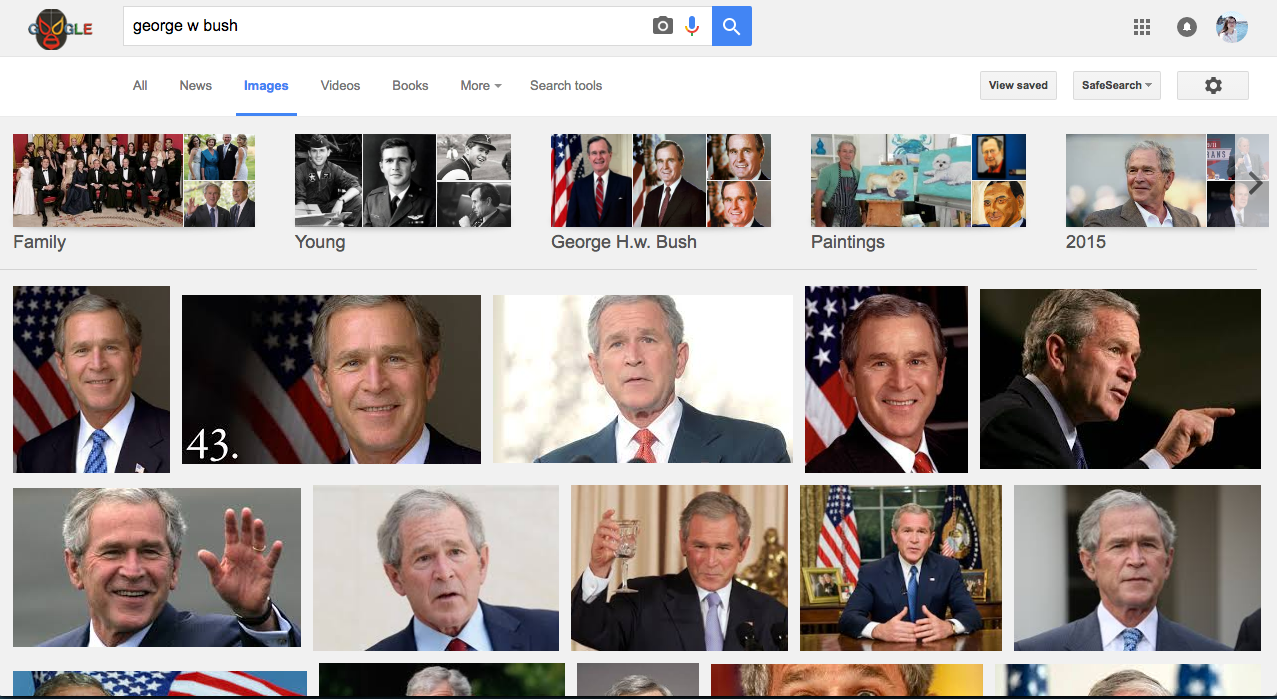 GOOGLE
george w bush
All News Images Videos Books More Search tools View saved SafeSearch
Family Young George H.w. Bush Paintings 2015
43.